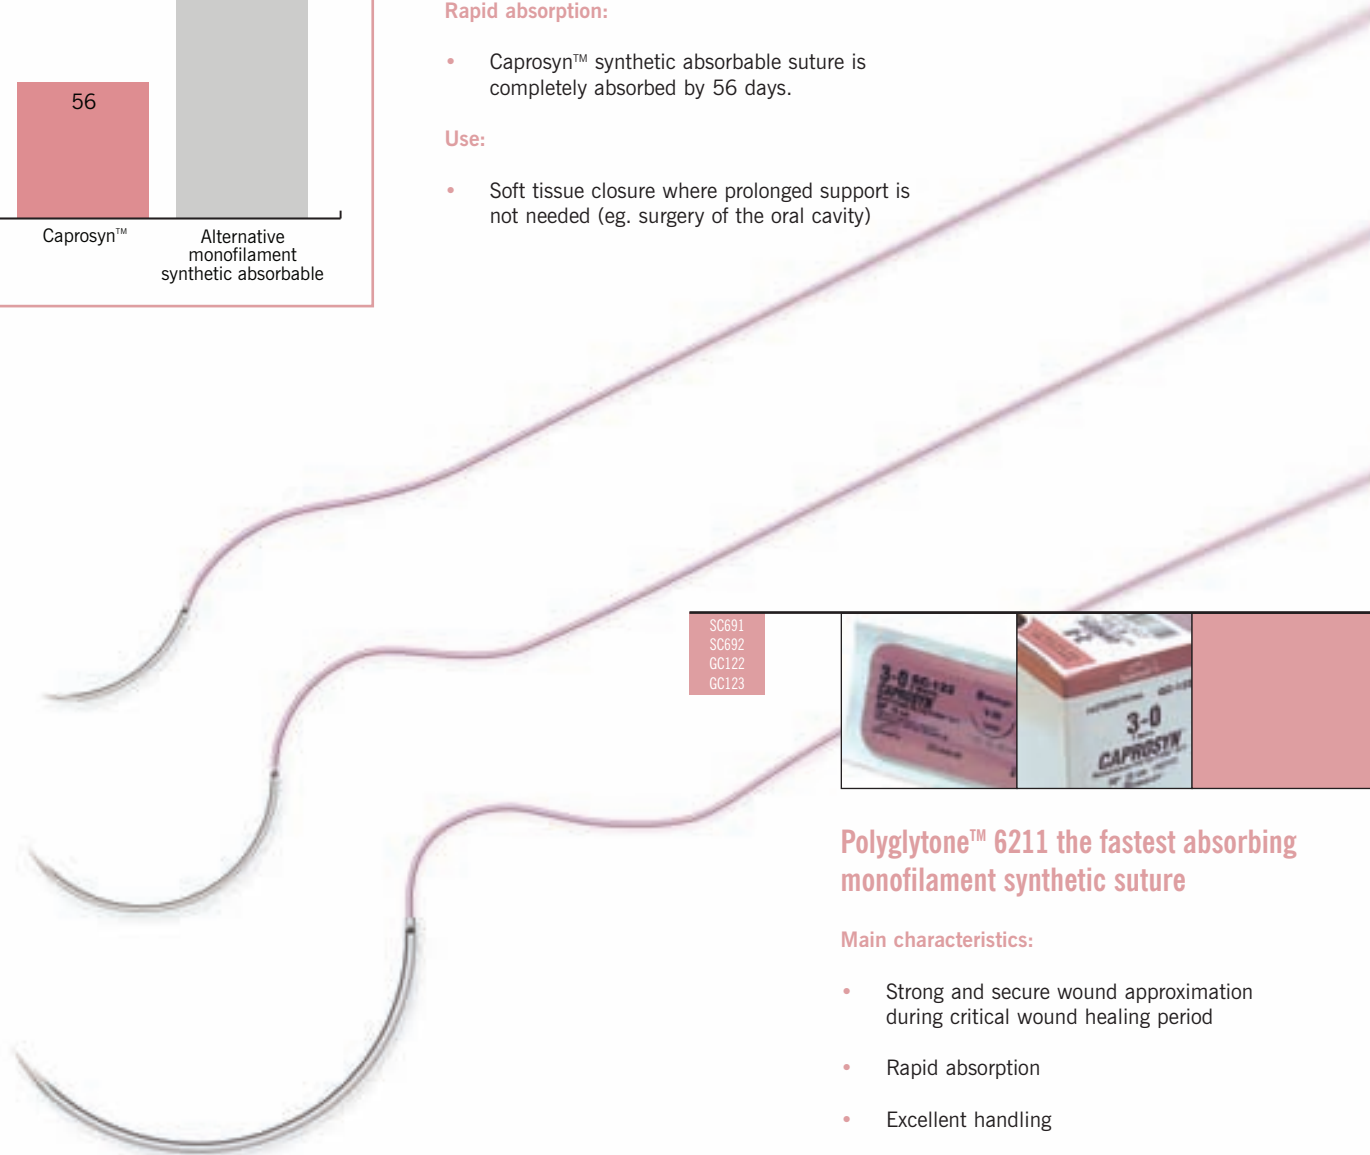 56
Caprosyn™
Alternative
monofilament
synthetic absorbable
Rapid absorption:
• Caprosyn™ synthetic absorbable suture is
completely absorbed by 56 days.
Use:
• Soft tissue closure where prolonged support is
not needed (eg. surgery of the oral cavity)
SC691
SC692
GC122
GC123
3-0 GC-123
CAPROSYN
3-0
CAPROSYN
Polyglytone™ 6211 the fastest absorbing
monofilament synthetic suture
Main characteristics:
• Strong and secure wound approximation
during critical wound healing period
• Rapid absorption
• Excellent handling